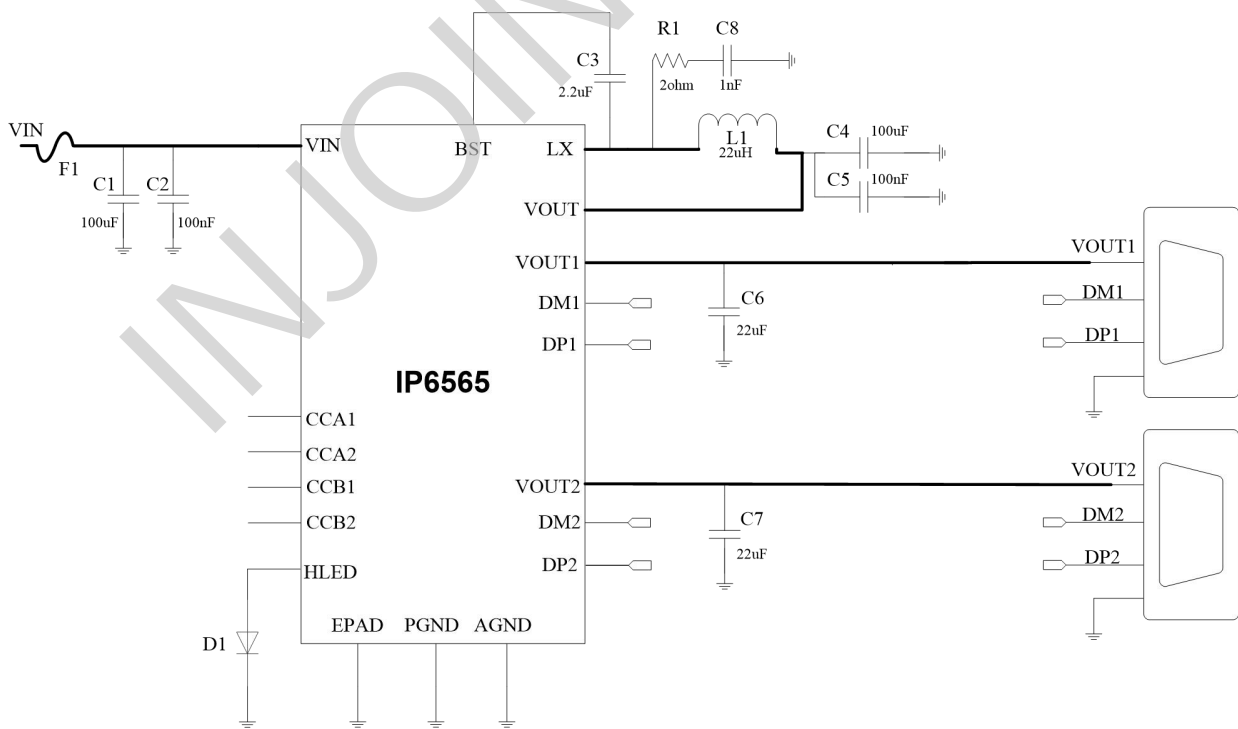 INJOIN
R1
C8
C3
2.2uF
2ohm
1nF
VIN
F1
VIN
BST
LX
L1
22uH
C4
100uF
C5
100nF
C1
C2
100uF
100nF
VOUT
VOUT1
VOUT1
DM1
C6
22uF
DM1
DP1
DP1
IP6565
CCA1
CCA2
CCB1
CCB2
VOUT2
VOUT2
DM2
C7
22uF
DM2
DP2
DP2
HLED
D1
EPAD
PGND
AGND